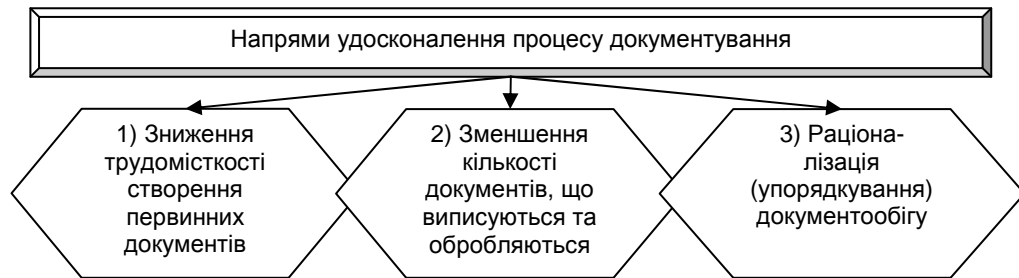 Напрями удосконалення процесу документування
1) Зниження
трудомісткості
створення
первинних
документів
2) Зменшення
кількості
документів, що
виписуються та
обробляються
3) Раціона-
лізація
(упорядкування)
документообігу